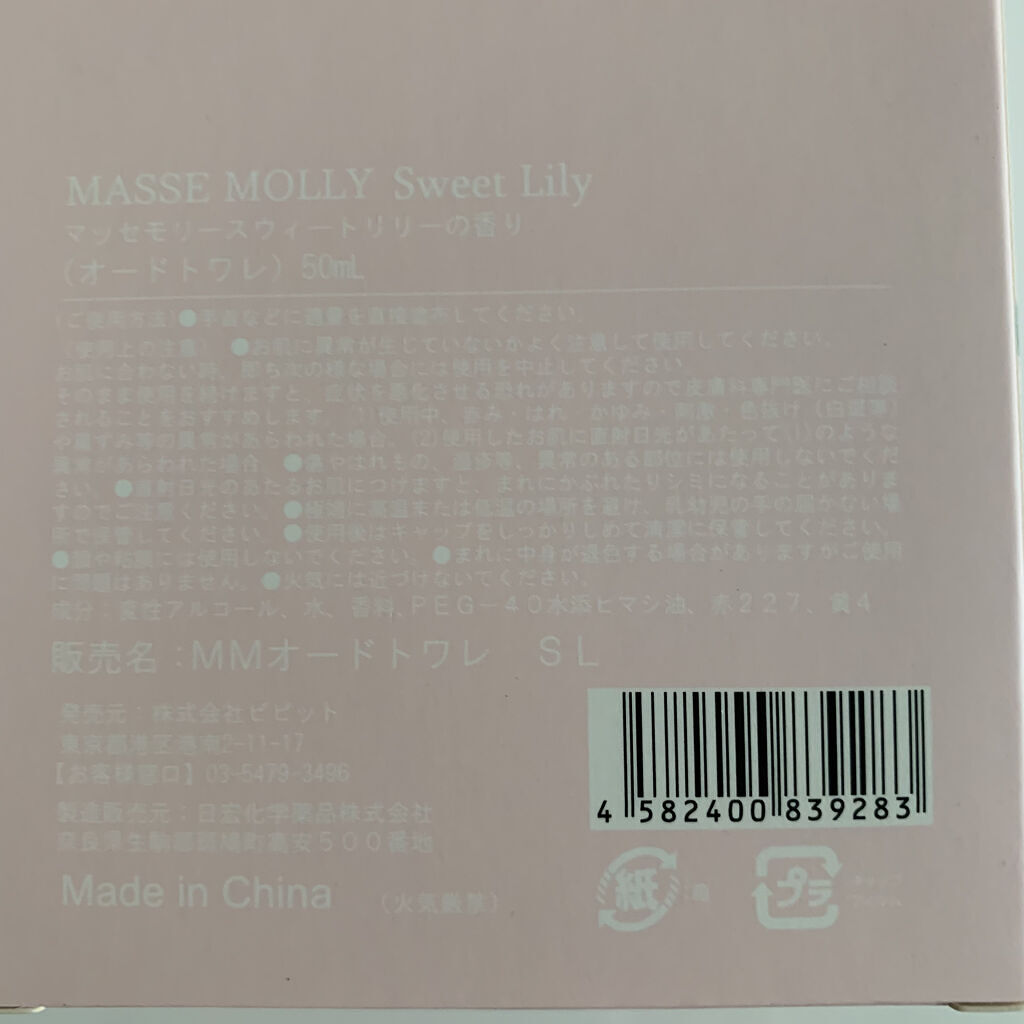 MASSE MOLLY Sweet Lily
マッセモリースウィートリリーの香り
(オードトワレ) 50mL
(ご使用方法)●手首などに適量を直接塗布してください。
(使用上の注意) ●お肌に異常が生じていないかよく注意して使用してください。
お肌に合わない時、即ち次の様な場合には使用を中止してください。
そのまま使用を続けますと、症状を悪化させる恐れがありますので皮膚科専門医にご相談
されることをおすすめします。(1)使用中、赤み・はれ・かゆみ・刺激・色抜け(白斑等)
や黒ずみ等の異常があらわれた場合、(2)使用したお肌に直射日光があたって(1)のような
異常があらわれた場合 ●傷やはれもの、湿疹等、異常のある部位には使用しないでくだ
さい。●直射日光のあたるお肌につけますと、まれにかぶれたりシミになることがありま
すのでご注意ください。●極端に高温または低温の場所を避け、乳幼児の手の届かない場
所で保管してください。●使用後はキャップをしっかりしめて清潔に保管してください。
●顔や粘膜には使用しないでください。●まれに中身が退色する場合がありますがご使用
に問題はありません。●火気には近づけないてください。
成分:変性アルコール、水、香料、PEG-40水添ヒマシ油、赤227、黄4
販売名:MMオードトワレ SL
発売元:株式会社ビビット
東京都港区港南2-11-17
【お客様窓口】03-5479-3496
製造販売元:日宏化学薬品株式会社
奈良県生駒郡斑鳩町高安500番地
Made in China (火気厳禁)
4 582400 839283
紙 箱
プラ キャップ
フィルム